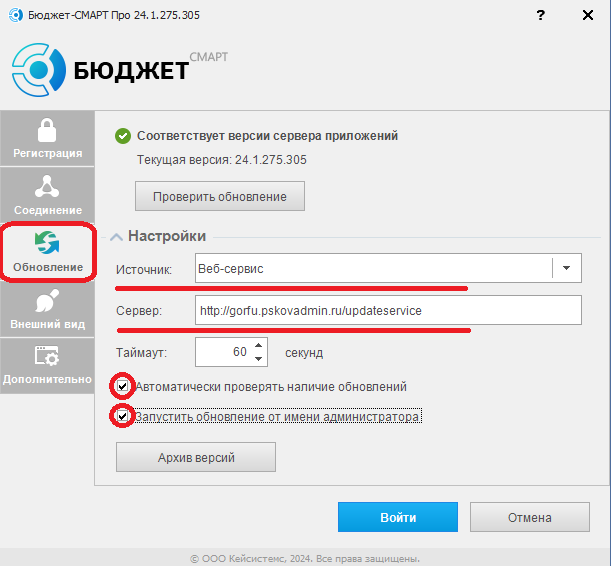 Бюджет-СМАРТ Про 24.1.275.305
?
БЮДЖЕТ СМАРТ
Регистрация
Соединение
Обновление
Внешний вид
Дополнительно
Соответствует версии сервера приложений
Текущая версия: 24.1.275.305
Проверить обновление
Настройки
Источник: Веб-сервис
Сервер: http://gorfu.pskovadmin.ru/updateservice
Таймаут: 60 секунд
Автоматически проверять наличие обновлений
Запустить обновление от имени администратора
Архив версий
Войти Отмена
© ООО Кейсистемс, 2024. Все права защищены.